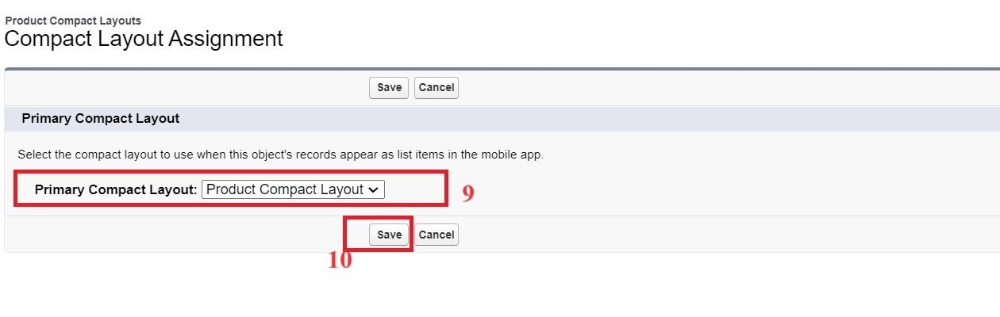 Product Compact Layouts
Compact Layout Assignment
Save Cancel
Primary Compact Layout
Select the compact layout to use when this object's records appear as list items in the mobile app.
Primary Compact Layout: Product Compact Layout 9
Save Cancel
10